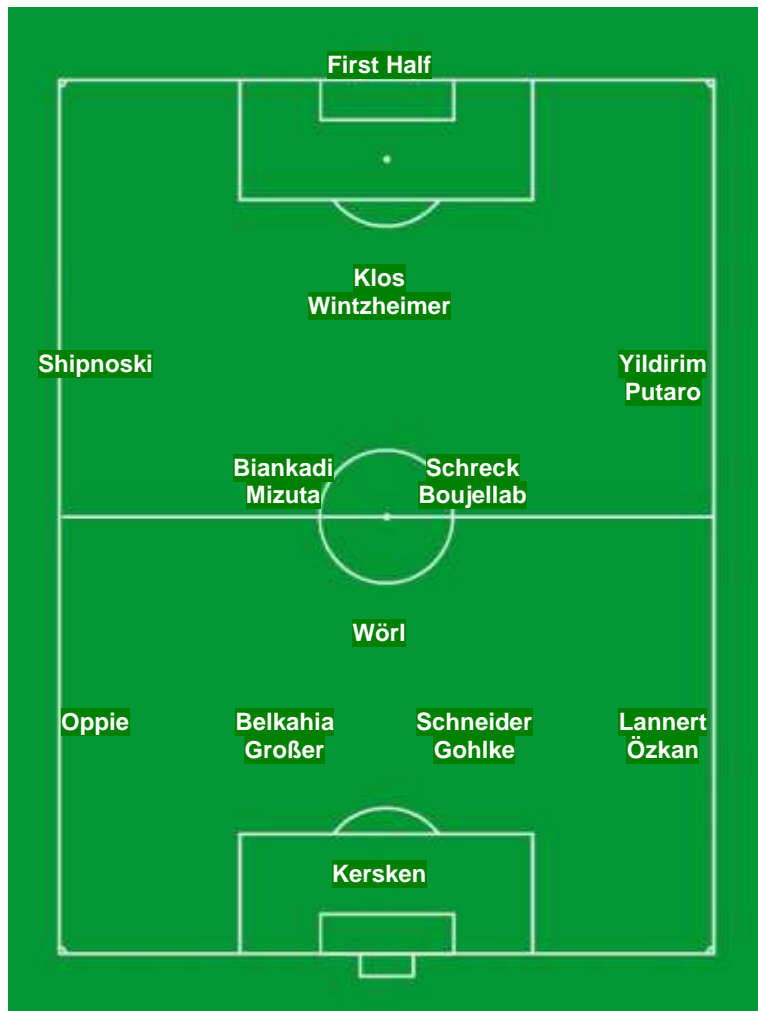 First Half
Klos
Wintzheimer
Shipnoski
Yildirim
Putaro
Biankadi
Mizuta
Schreck
Boujellab
Wörl
Oppie
Belkahia
Großer
Schneider
Gohlke
Lannert
Özkan
Kersken